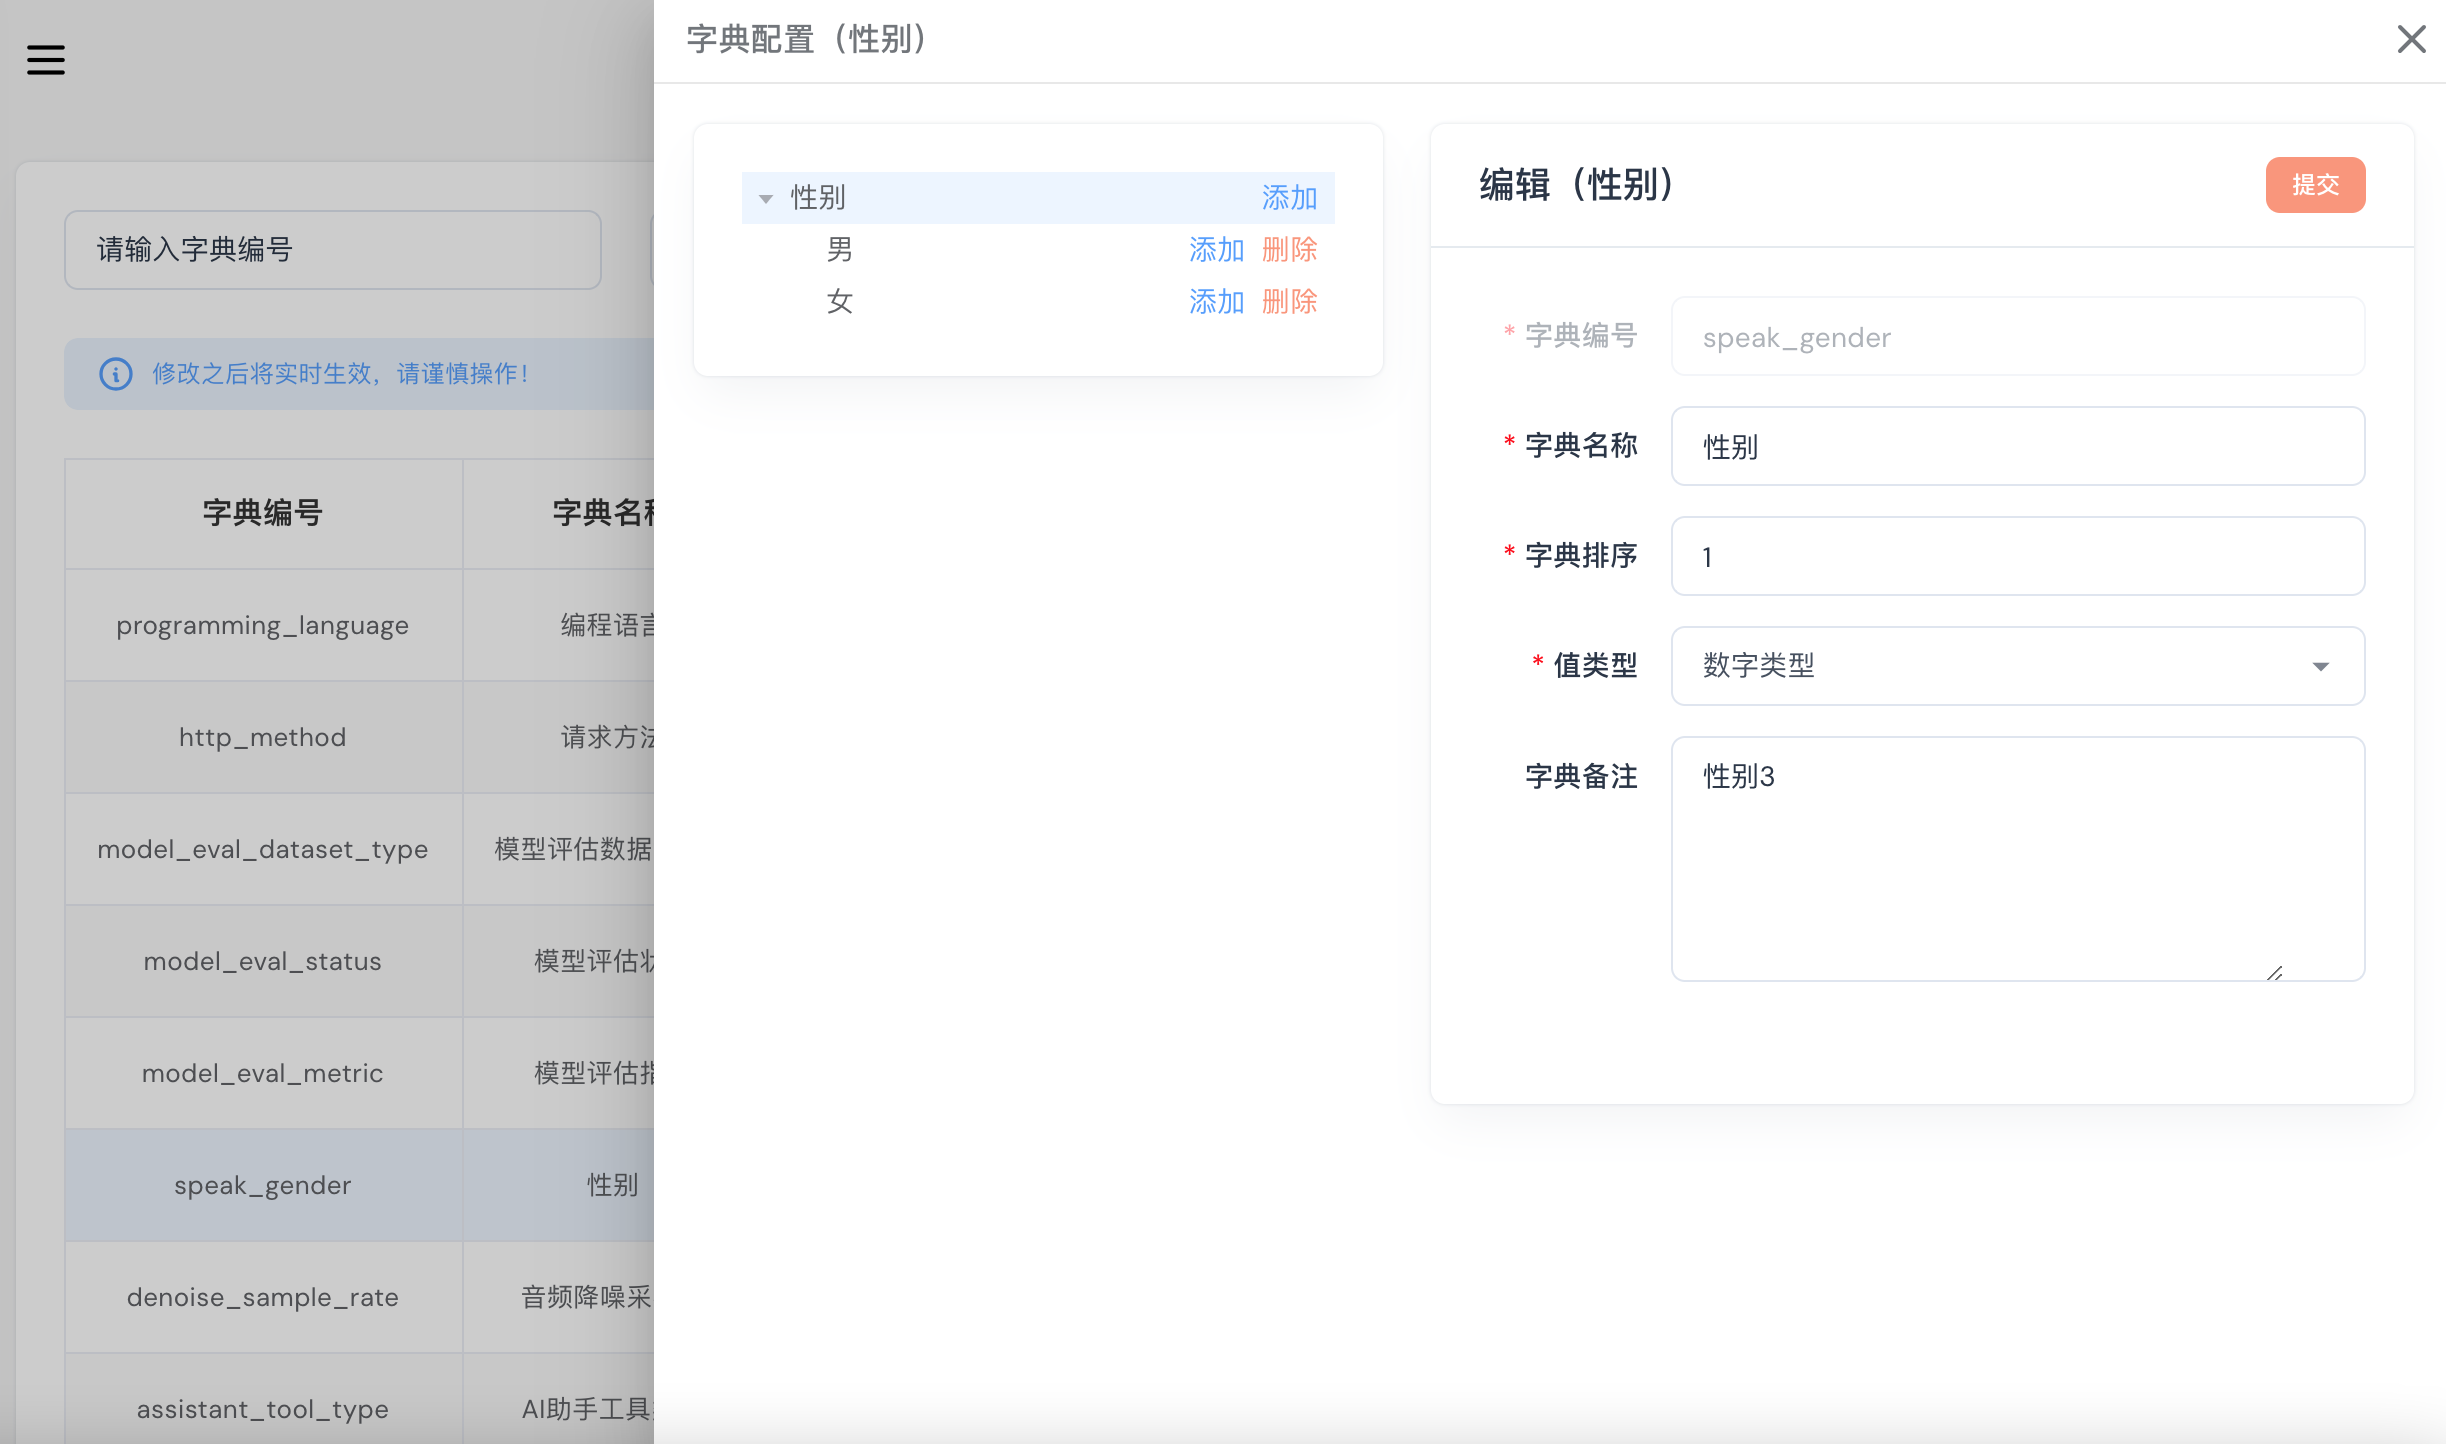 字典配置（性别）
请输入字典编号
修改之后将实时生效，请谨慎操作！
字典编号 字典名称
programming_language 编程语言
http_method 请求方法
model_eval_dataset_type 模型评估数据
model_eval_status 模型评估状
model_eval_metric 模型评估指
speak_gender 性别
denoise_sample_rate 音频降噪采
assistant_tool_type AI助手工具
性别 添加
男 添加 删除
女 添加 删除
编辑（性别） 提交
* 字典编号 speak_gender
* 字典名称 性别
* 字典排序 1
* 值类型 数字类型
字典备注 性别3